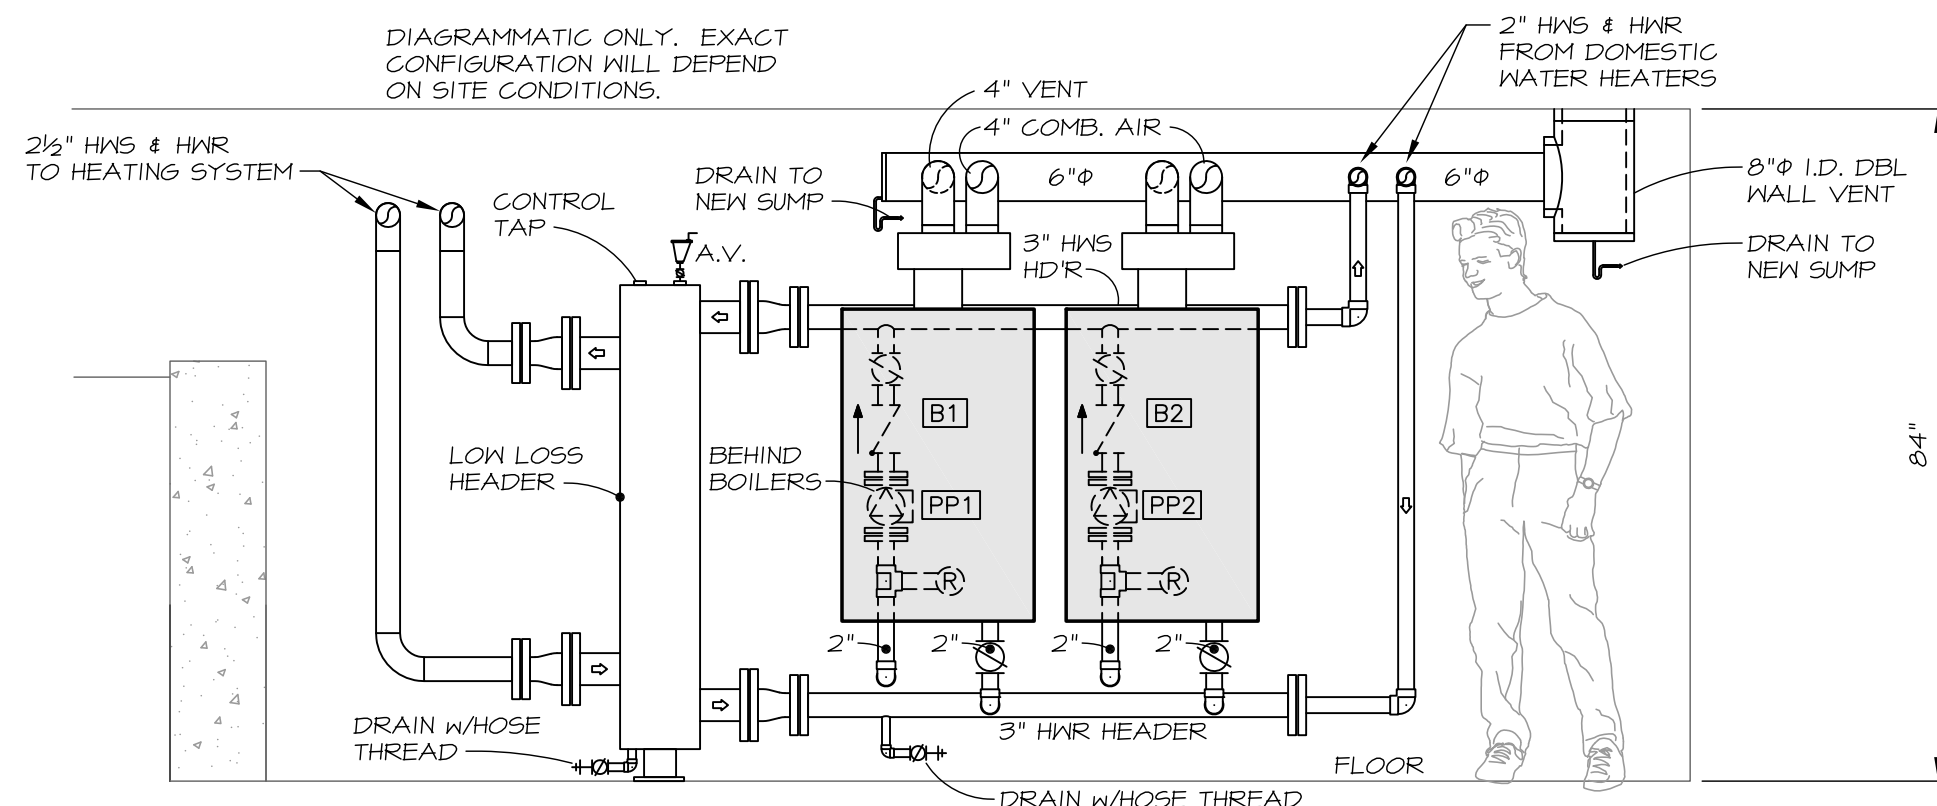 DIAGRAMMATIC ONLY. EXACT
CONFIGURATION WILL DEPEND
ON SITE CONDITIONS.
2" HWS & HWR
FROM DOMESTIC
WATER HEATERS
4" VENT
4" COMB. AIR
2½" HWS & HWR
TO HEATING SYSTEM
DRAIN TO
NEW SUMP
6"Φ
6"Φ
8"Φ I.D. DBL
WALL VENT
CONTROL
TAP
A.V.
3" HWS
HD'R
DRAIN TO
NEW SUMP
B1
B2
84"
LOW LOSS
HEADER
BEHIND
BOILERS
PP1
PP2
R
R
2"
2"
2"
2"
DRAIN w/HOSE
THREAD
3" HWR HEADER
FLOOR
DRAIN w/HOSE THREAD